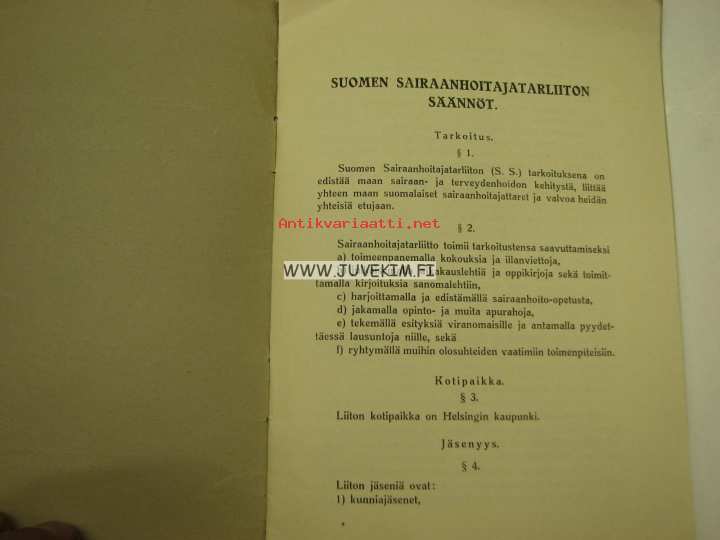 SUOMEN SAIRAANHOITAJATARLIITON
SÄÄNNÖT.
Tarkoitus.
§ 1.
Suomen Sairaanhoitajatarliiton (S. S.) tarkoituksena on
edistää maan sairaan- ja terveydenhoidon kehitystä, liittää
yhteen maan suomalaiset sairaanhoitajattaret ja valvoa heidän
yhteisiä etujaan.
Antikvariaatti.net
§ 2.
Sairaanhoitajatarliitto toimii tarkoitustensa saavuttamiseksi
a) toimeenpanemalla kokouksia ja illanviettoja,
WWW.JUVEKIM.FI
akauslehtiä ja oppikirjoja sekä toimit-
tamalla kirjoituksia sanomalehtiin,
c) harjoittamalla ja edistämällä sairaanhoito-opetusta,
d) jakamalla opinto- ja muita apurahoja,
e) tekemällä esityksiä viranomaisille ja antamalla pyydet-
täessä lausuntoja niille, sekä
f) ryhtymällä muihin olosuhteiden vaatimiin toimenpiteisiin.
Kotipaikka.
§ 3.
Liiton kotipaikka on Helsingin kaupunki.
Jäsenyys.
§ 4.
Liiton jäseniä ovat:
1) kunniajäsenet,